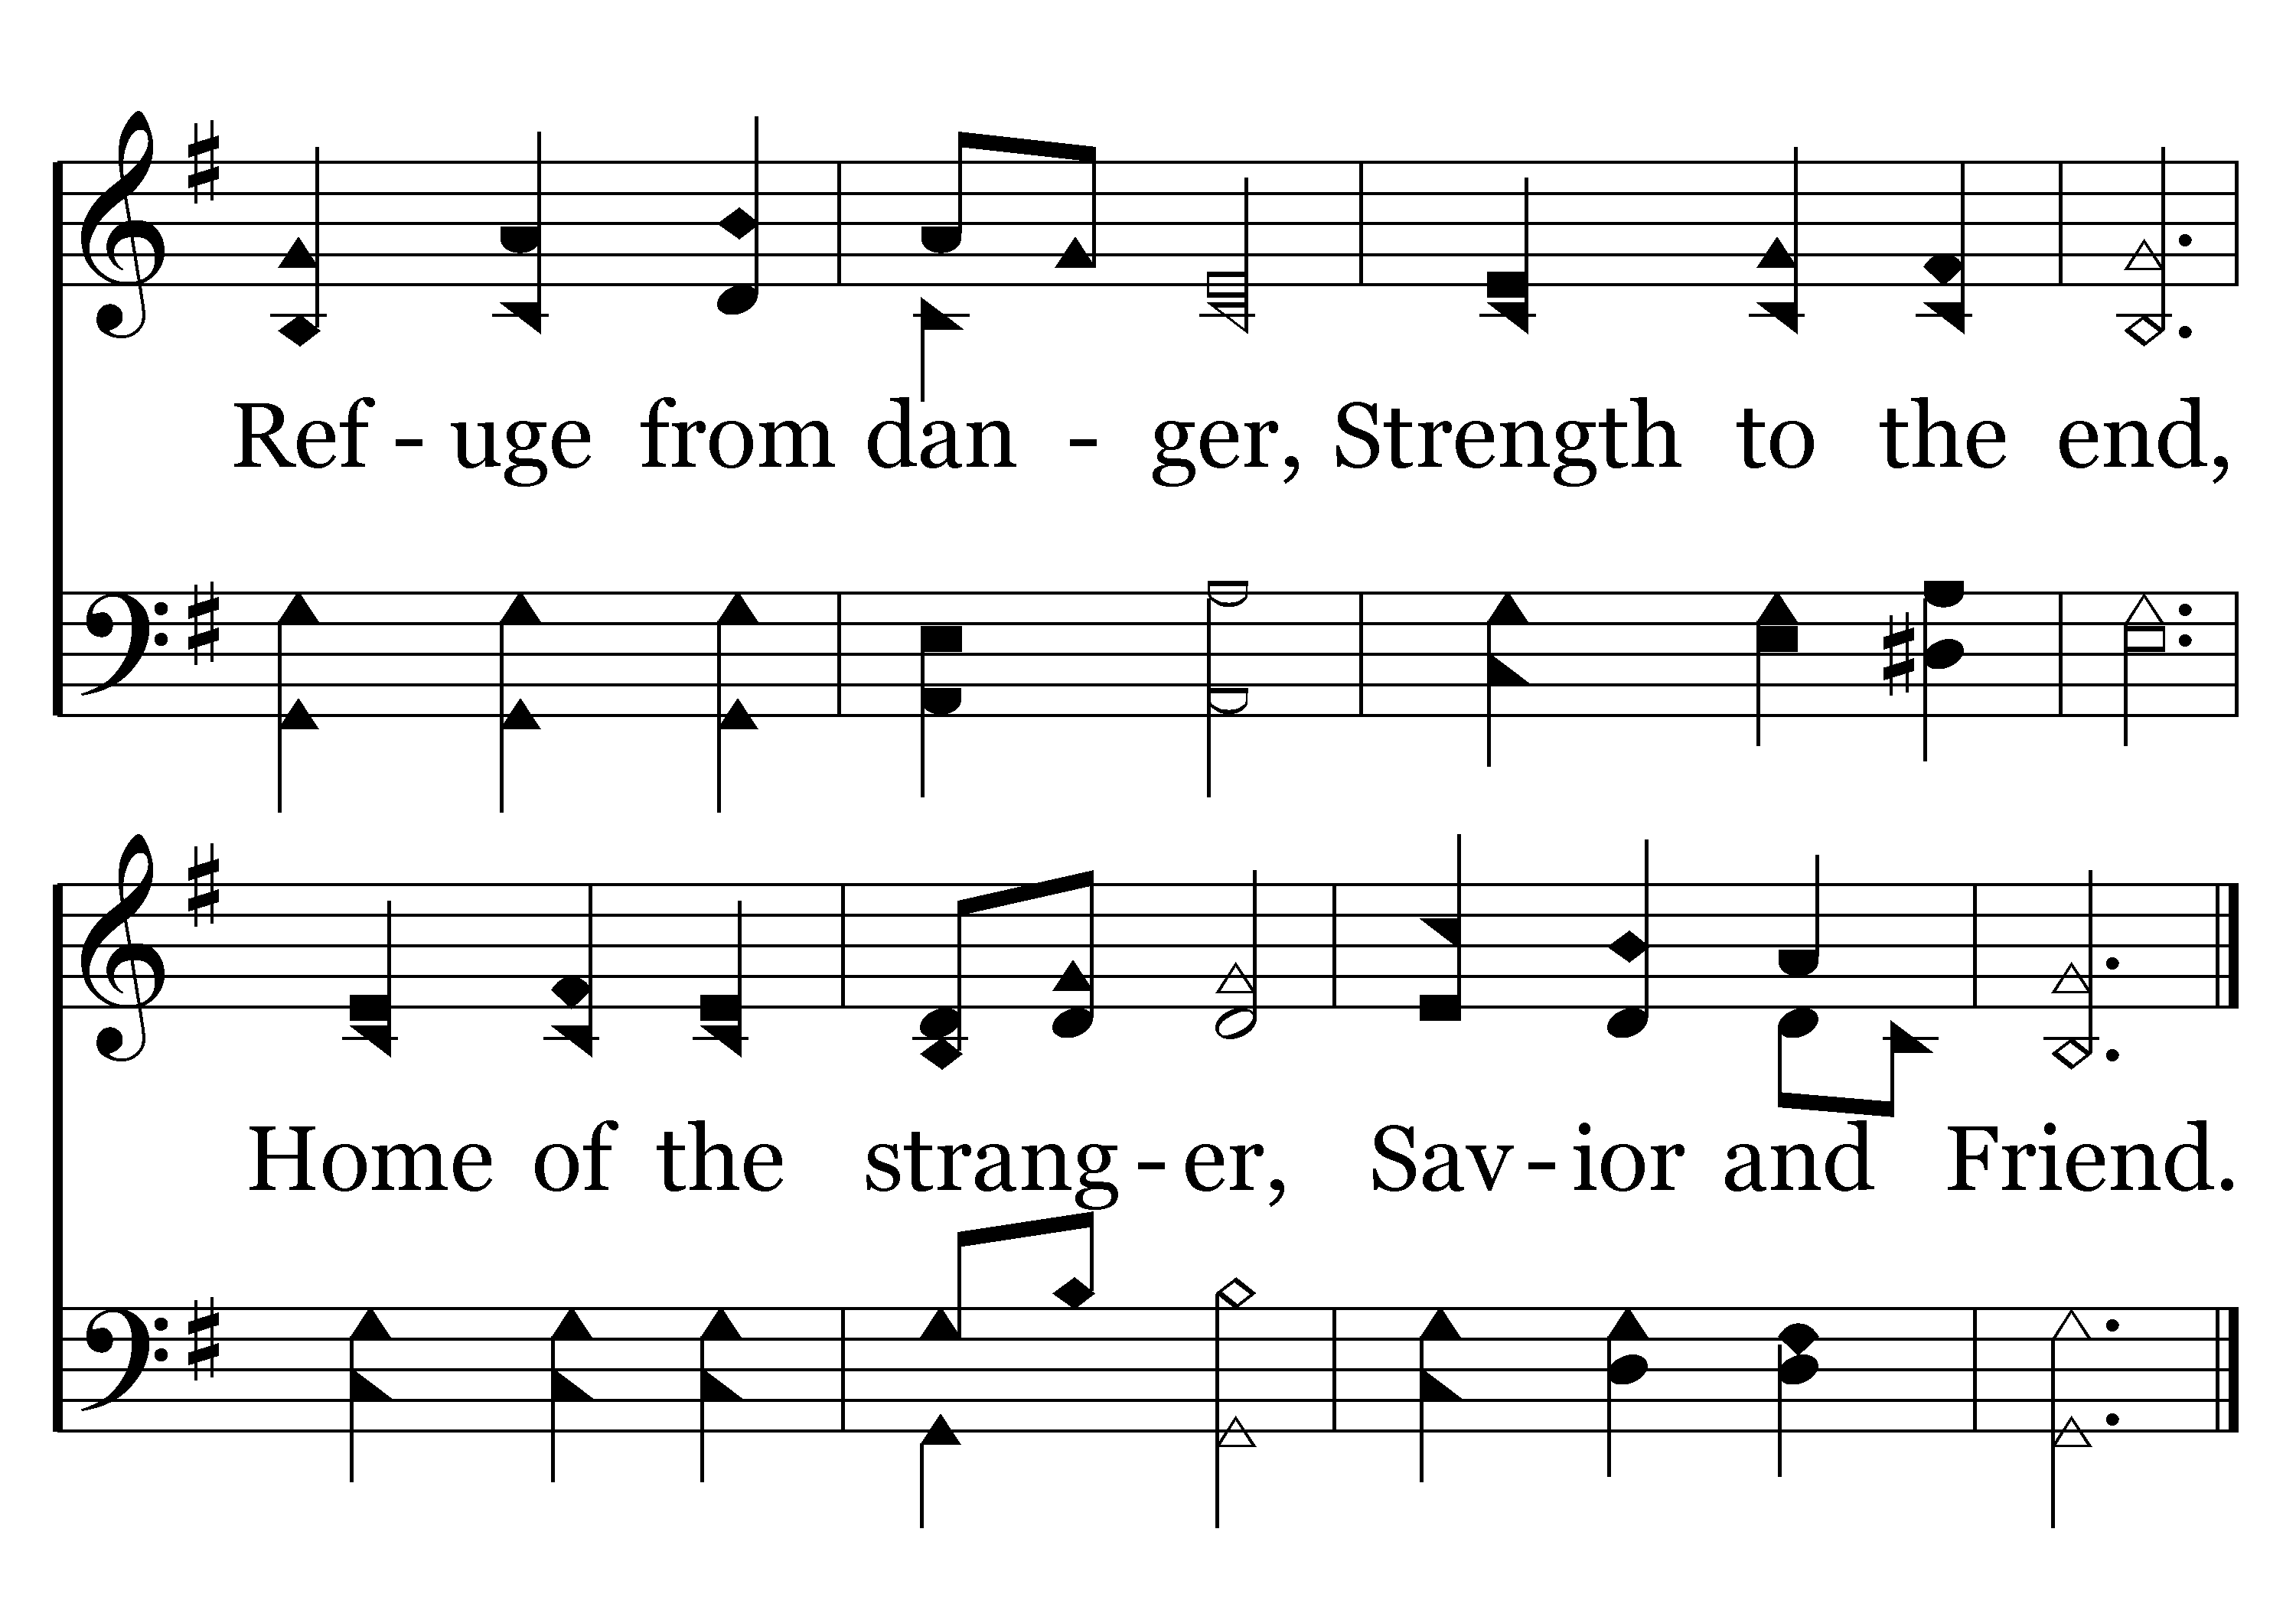 Ref - uge from dan - ger, Strength to the end,
Home of the strang - er, Sav - ior and Friend.